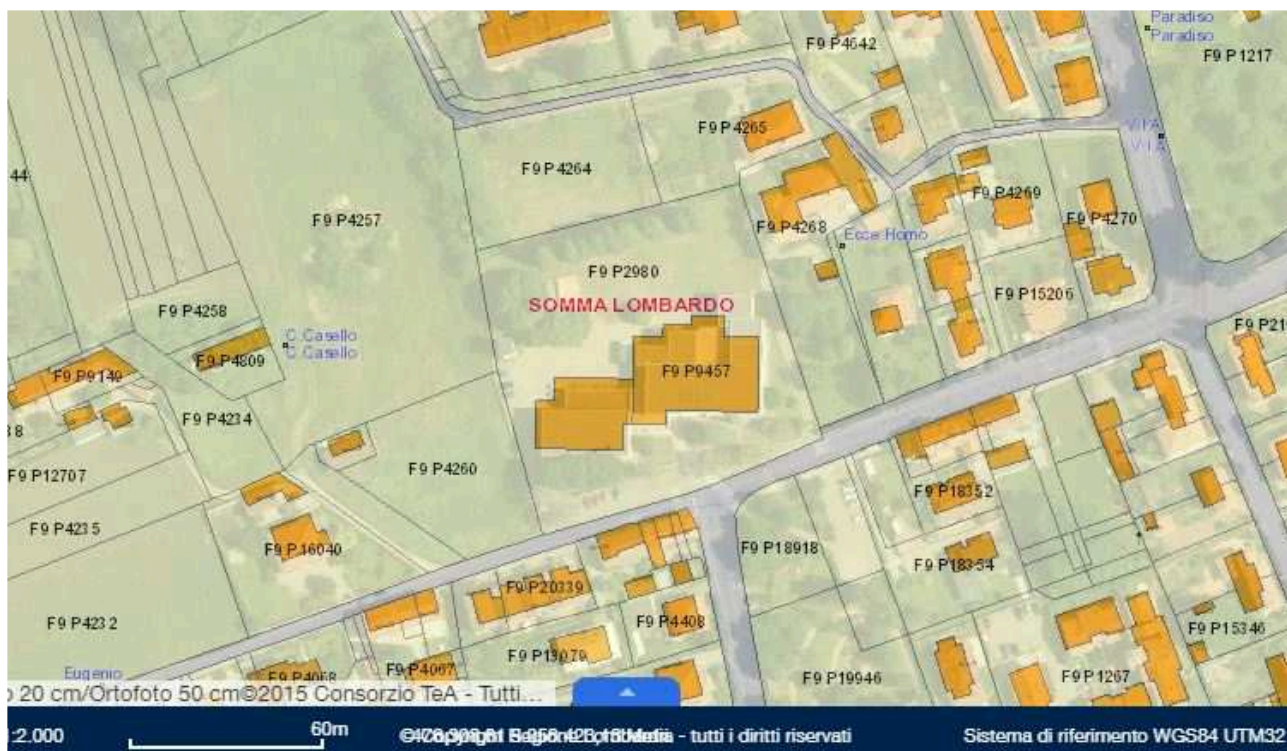 Paradiso
Paradiso
F9 P4642
F9 P1217
F9 P4265
44
F9 P4264
F9 P4269
F9 P4257
F9 P4270
F9 P4268
Ecce Homo
F9 P2980
F9 P15206
SOMMA LOMBARDO
F9 P4258
F9 P21
C.Casello
C.Casello
F9 P4809
F9 P9457
F9 P9149
F9 P4234
F9 P4260
F9 P12707
F9 P18352
F9 P4235
F9 P16040
F9 P18918
F9 P18354
F9 P20339
F9 P4232
F9 P4408
F9 P15346
F9 P13079
F9 P4067
Eugenio
F9 P4068
F9 P19946
F9 P1267
o 20 cm/Ortofoto 50 cm©2015 Consorzio TeA - Tutti...
:2.000
60m
- tutti i diritti riservati
Sistema di riferimento WGS84 UTM32